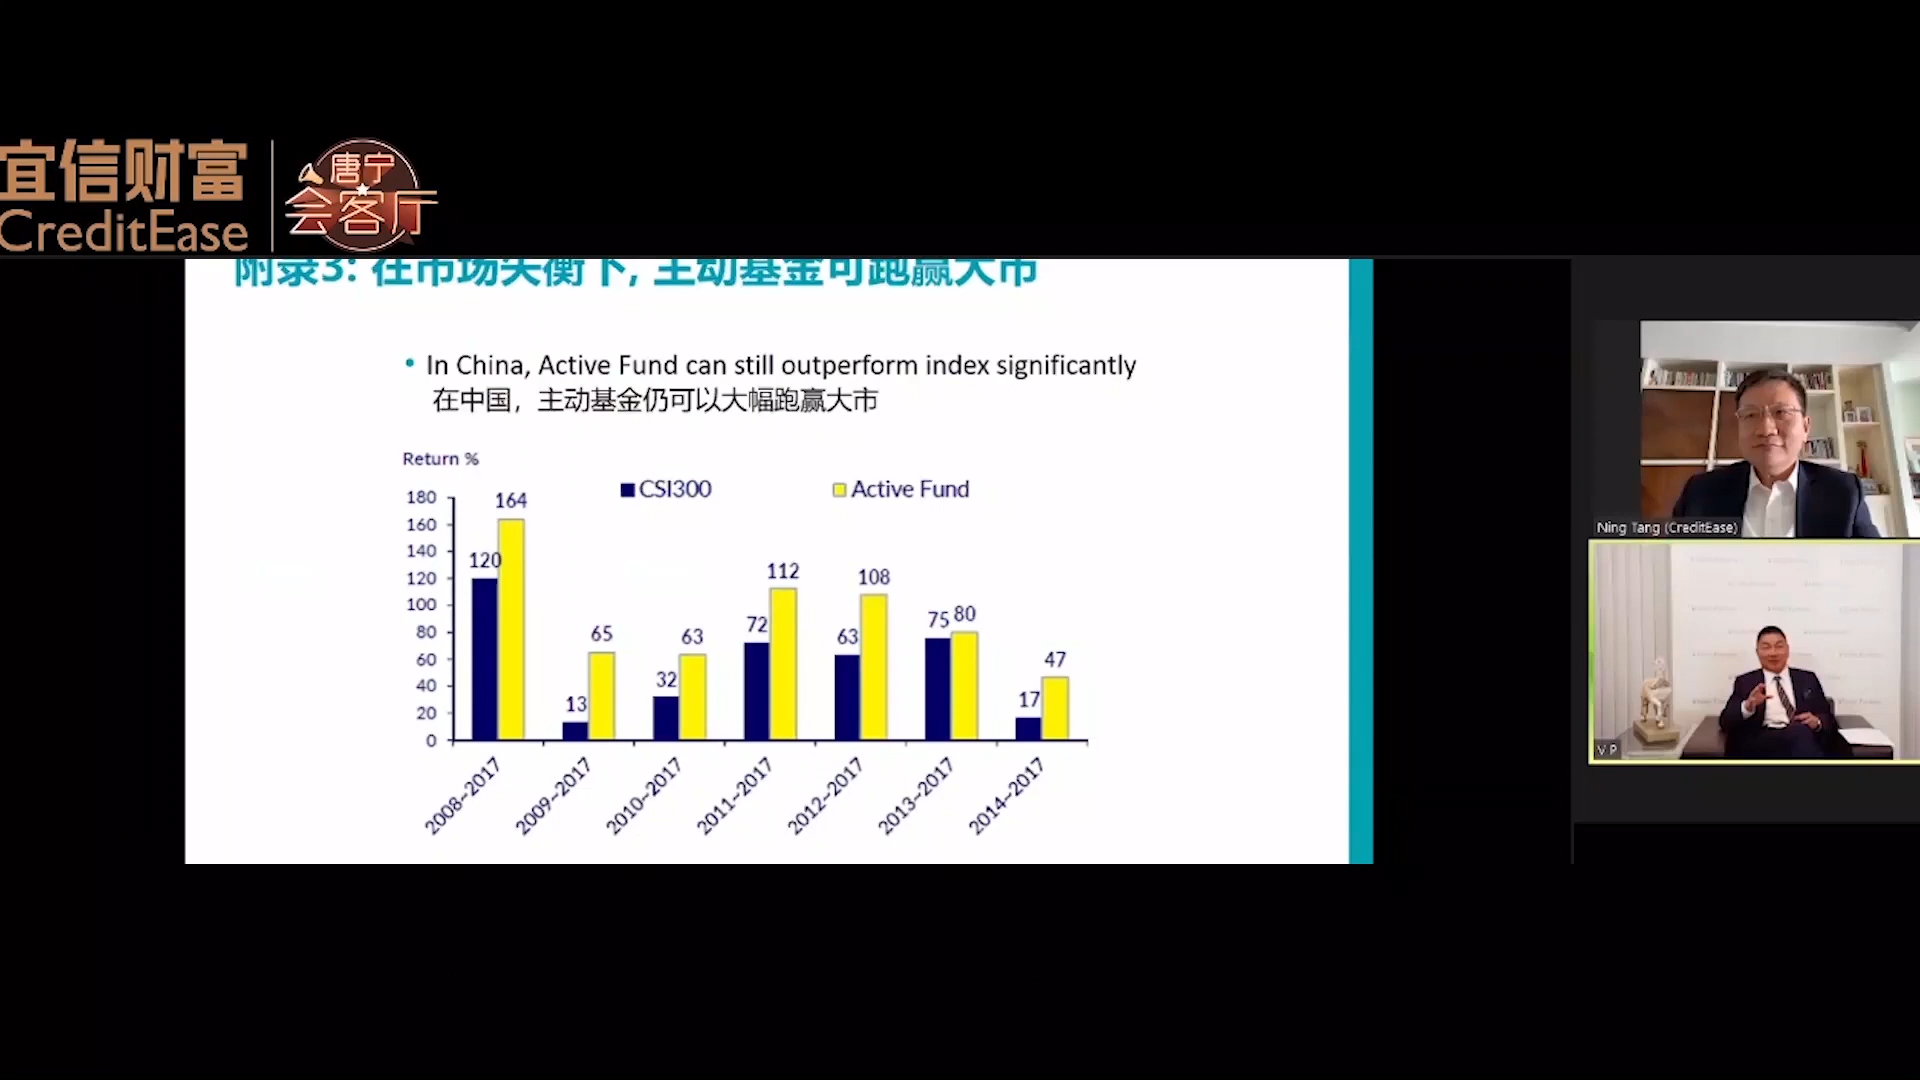 宜信财富
CreditEase
唐宁
会客厅
附录3: 在市场失衡下, 主动基金可跑赢大市
• In China, Active Fund can still outperform index significantly
在中国，主动基金仍可以大幅跑赢大市
Return %
CSI300
Active Fund
180
160
140
120
100
80
60
40
20
0
120
164
13
65
32
63
72
112
63
108
75
80
17
47
2008~2017
2009~2017
2010~2017
2011~2017
2012~2017
2013~2017
2014~2017
Ning Tang (CreditEase)
V P